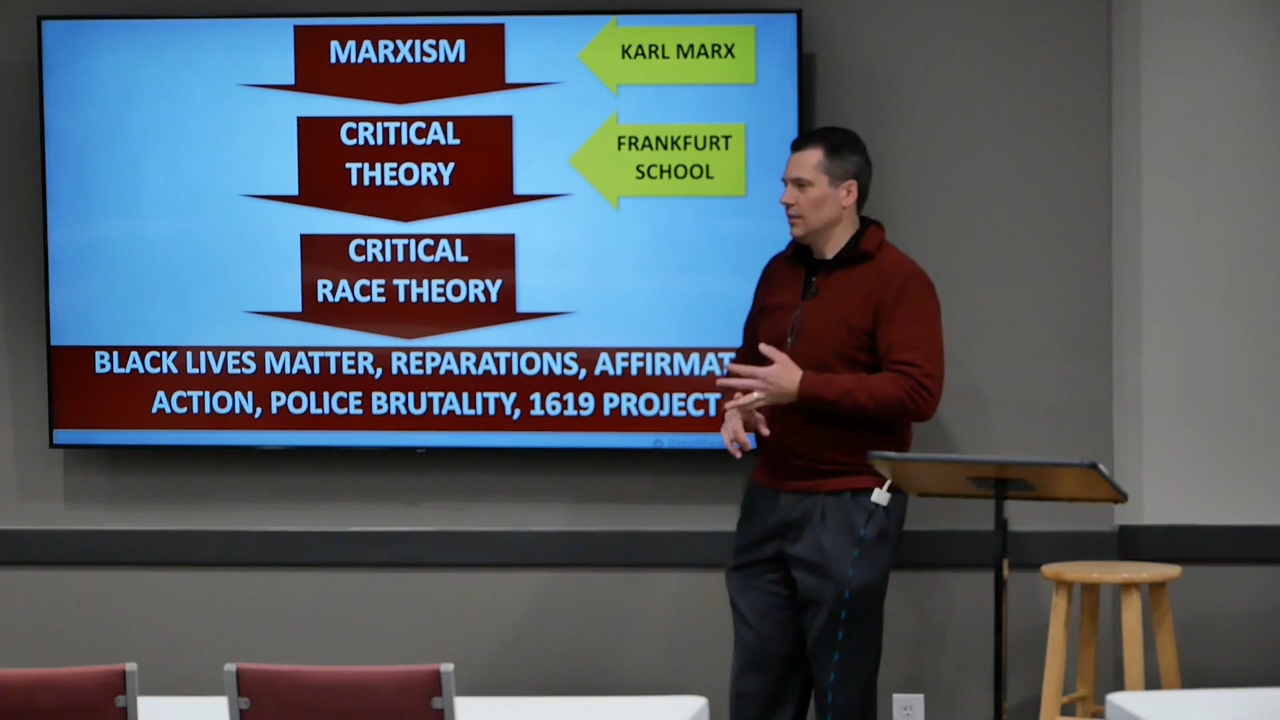 MARXISM
KARL MARX
CRITICAL
THEORY
FRANKFURT
SCHOOL
CRITICAL
RACE THEORY
BLACK LIVES MATTER, REPARATIONS,
ACTION, POLICE BRUTALITY, 1619 PROJECT